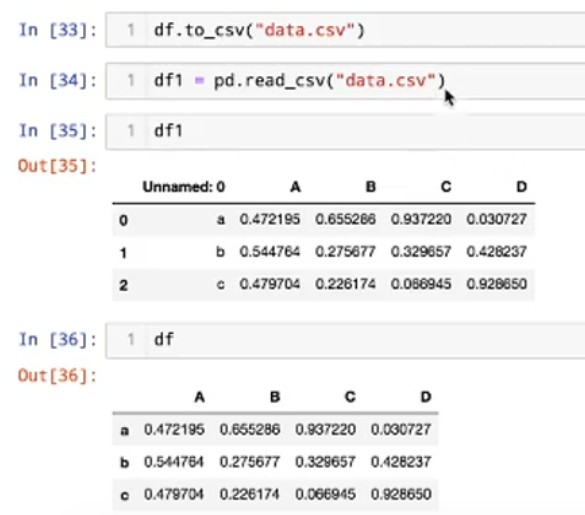 In [33]: 1 df.to_csv("data.csv")
In [34]: 1 df1 = pd.read_csv("data.csv")
In [35]: 1 df1
Out[35]:
Unnamed: 0 A B C D
0 a 0.472195 0.655286 0.937220 0.030727
1 b 0.544764 0.275677 0.329657 0.428237
2 c 0.479704 0.226174 0.066945 0.928650
In [36]: 1 df
Out[36]:
A B C D
a 0.472195 0.655286 0.937220 0.030727
b 0.544764 0.275677 0.329657 0.428237
c 0.479704 0.226174 0.066945 0.928650